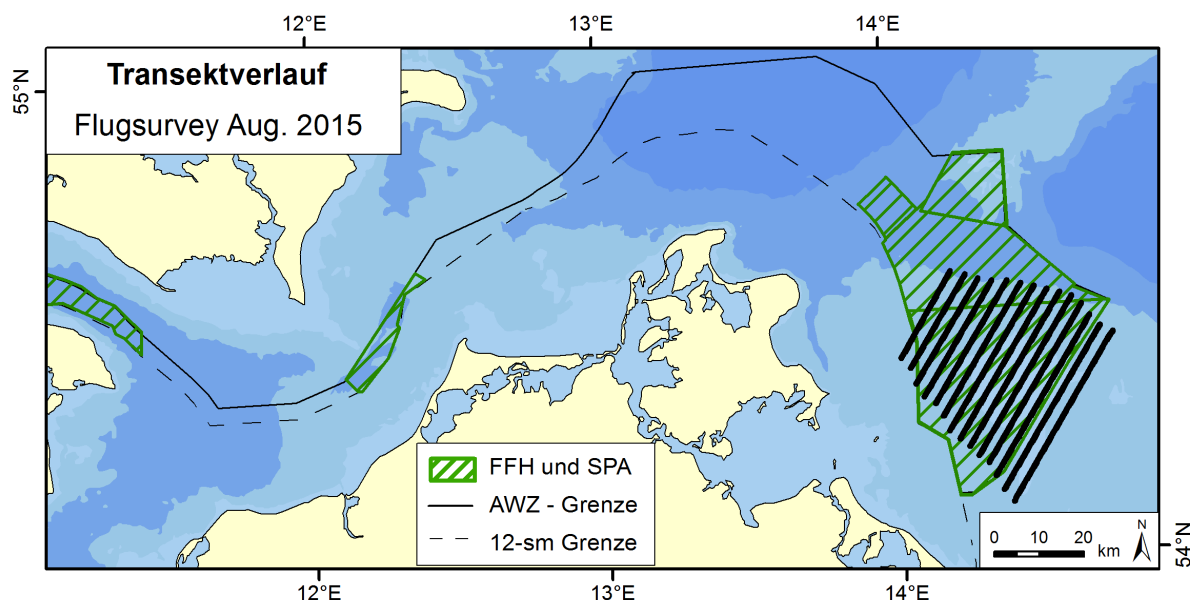 12°E
13°E
14°E
Transektverlauf
Flugsurvey Aug. 2015
55°N
FFH und SPA
AWZ - Grenze
12-sm Grenze
N
0 10 20
km
54°N
12°E
13°E
14°E